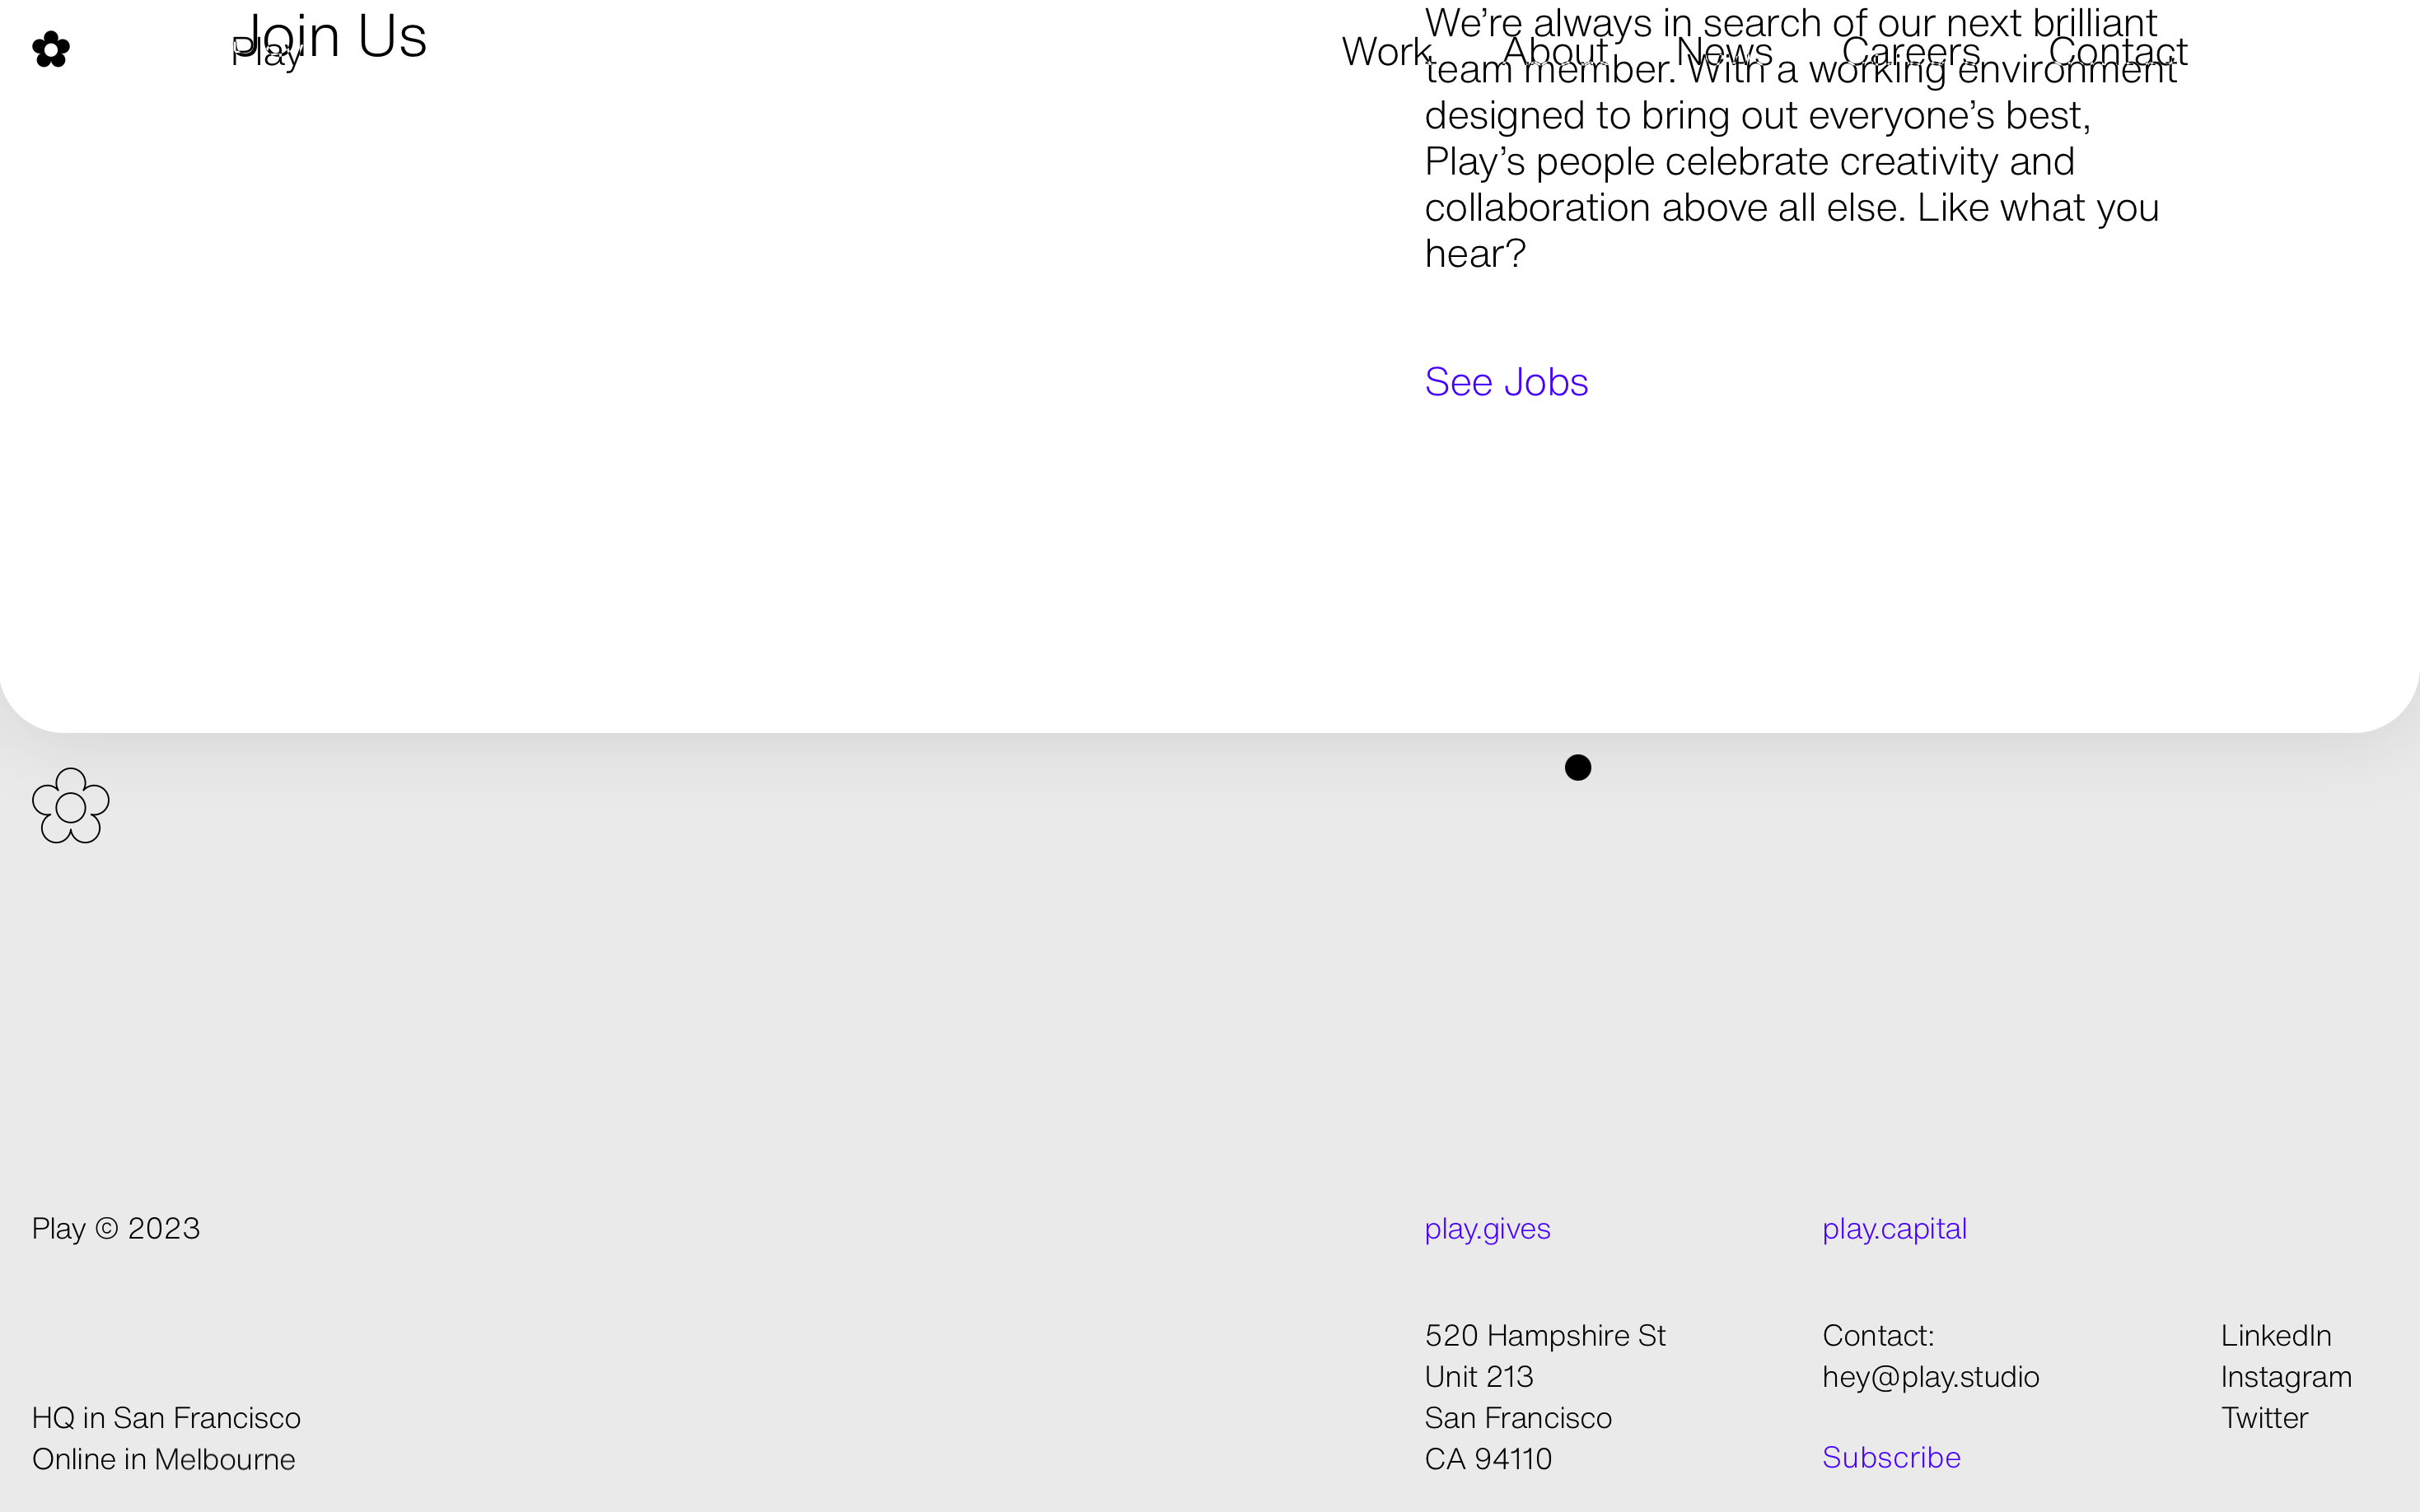 Play
Work
About
News
Careers
Contact
Join Us
We’re always in search of our next brilliant
team member. With a working environment
designed to bring out everyone’s best,
Play’s people celebrate creativity and
collaboration above all else. Like what you
hear?
See Jobs
Play © 2023
HQ in San Francisco
Online in Melbourne
play.gives
520 Hampshire St
Unit 213
San Francisco
CA 94110
play.capital
Contact:
hey@play.studio
Subscribe
LinkedIn
Instagram
Twitter